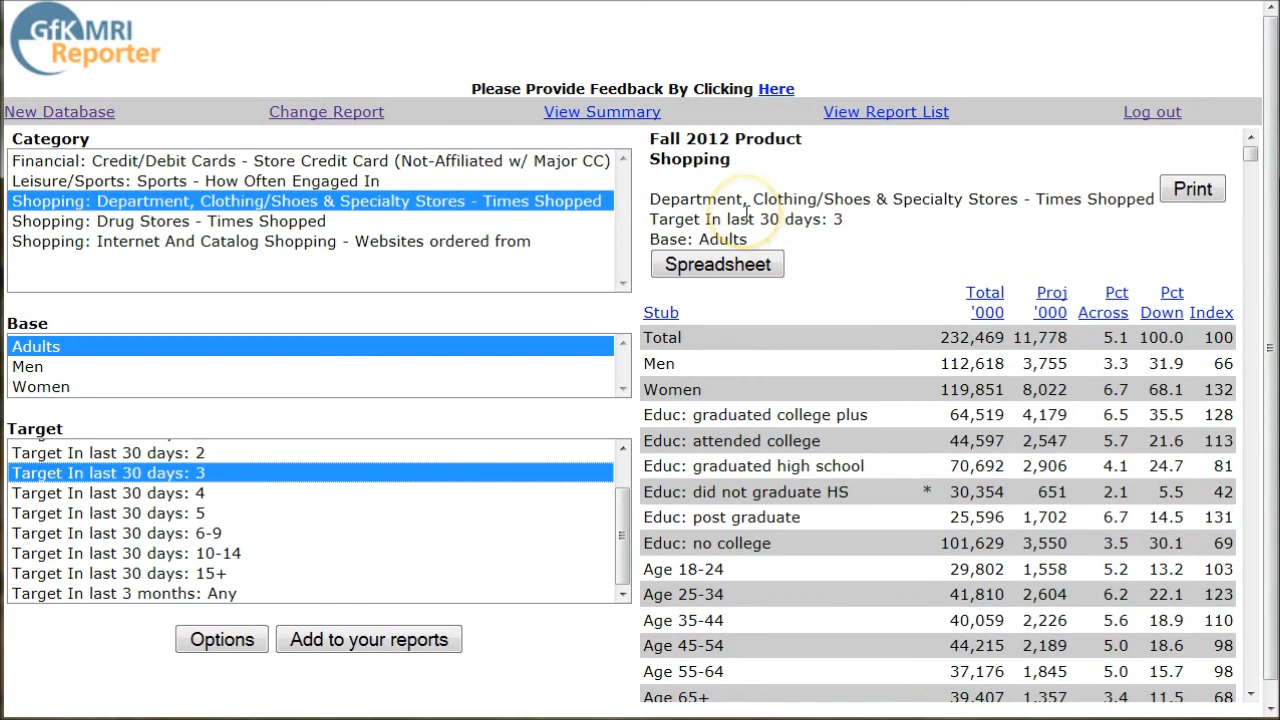 GfK MRI
Reporter
Please Provide Feedback By Clicking Here
New Database Change Report View Summary View Report List Log out
Category
Financial: Credit/Debit Cards - Store Credit Card (Not-Affiliated w/ Major CC)
Leisure/Sports: Sports - How Often Engaged In
Shopping: Department, Clothing/Shoes & Specialty Stores - Times Shopped
Shopping: Drug Stores - Times Shopped
Shopping: Internet And Catalog Shopping - Websites ordered from
Base
Adults
Men
Women
Target
Target In last 30 days: 2
Target In last 30 days: 3
Target In last 30 days: 4
Target In last 30 days: 5
Target In last 30 days: 6-9
Target In last 30 days: 10-14
Target In last 30 days: 15+
Target In last 3 months: Any
Options Add to your reports
Fall 2012 Product
Shopping
Department, Clothing/Shoes & Specialty Stores - Times Shopped Print
Target In last 30 days: 3
Base: Adults
Spreadsheet
Total Proj Pct Pct
Stub '000 '000 Across Down Index
Total 232,469 11,778 5.1 100.0 100
Men 112,618 3,755 3.3 31.9 66
Women 119,851 8,022 6.7 68.1 132
Educ: graduated college plus 64,519 4,179 6.5 35.5 128
Educ: attended college 44,597 2,547 5.7 21.6 113
Educ: graduated high school 70,692 2,906 4.1 24.7 81
Educ: did not graduate HS * 30,354 651 2.1 5.5 42
Educ: post graduate 25,596 1,702 6.7 14.5 131
Educ: no college 101,629 3,550 3.5 30.1 69
Age 18-24 29,802 1,558 5.2 13.2 103
Age 25-34 41,810 2,604 6.2 22.1 123
Age 35-44 40,059 2,226 5.6 18.9 110
Age 45-54 44,215 2,189 5.0 18.6 98
Age 55-64 37,176 1,845 5.0 15.7 98
Age 65+ 39,407 1,357 3.4 11.5 68